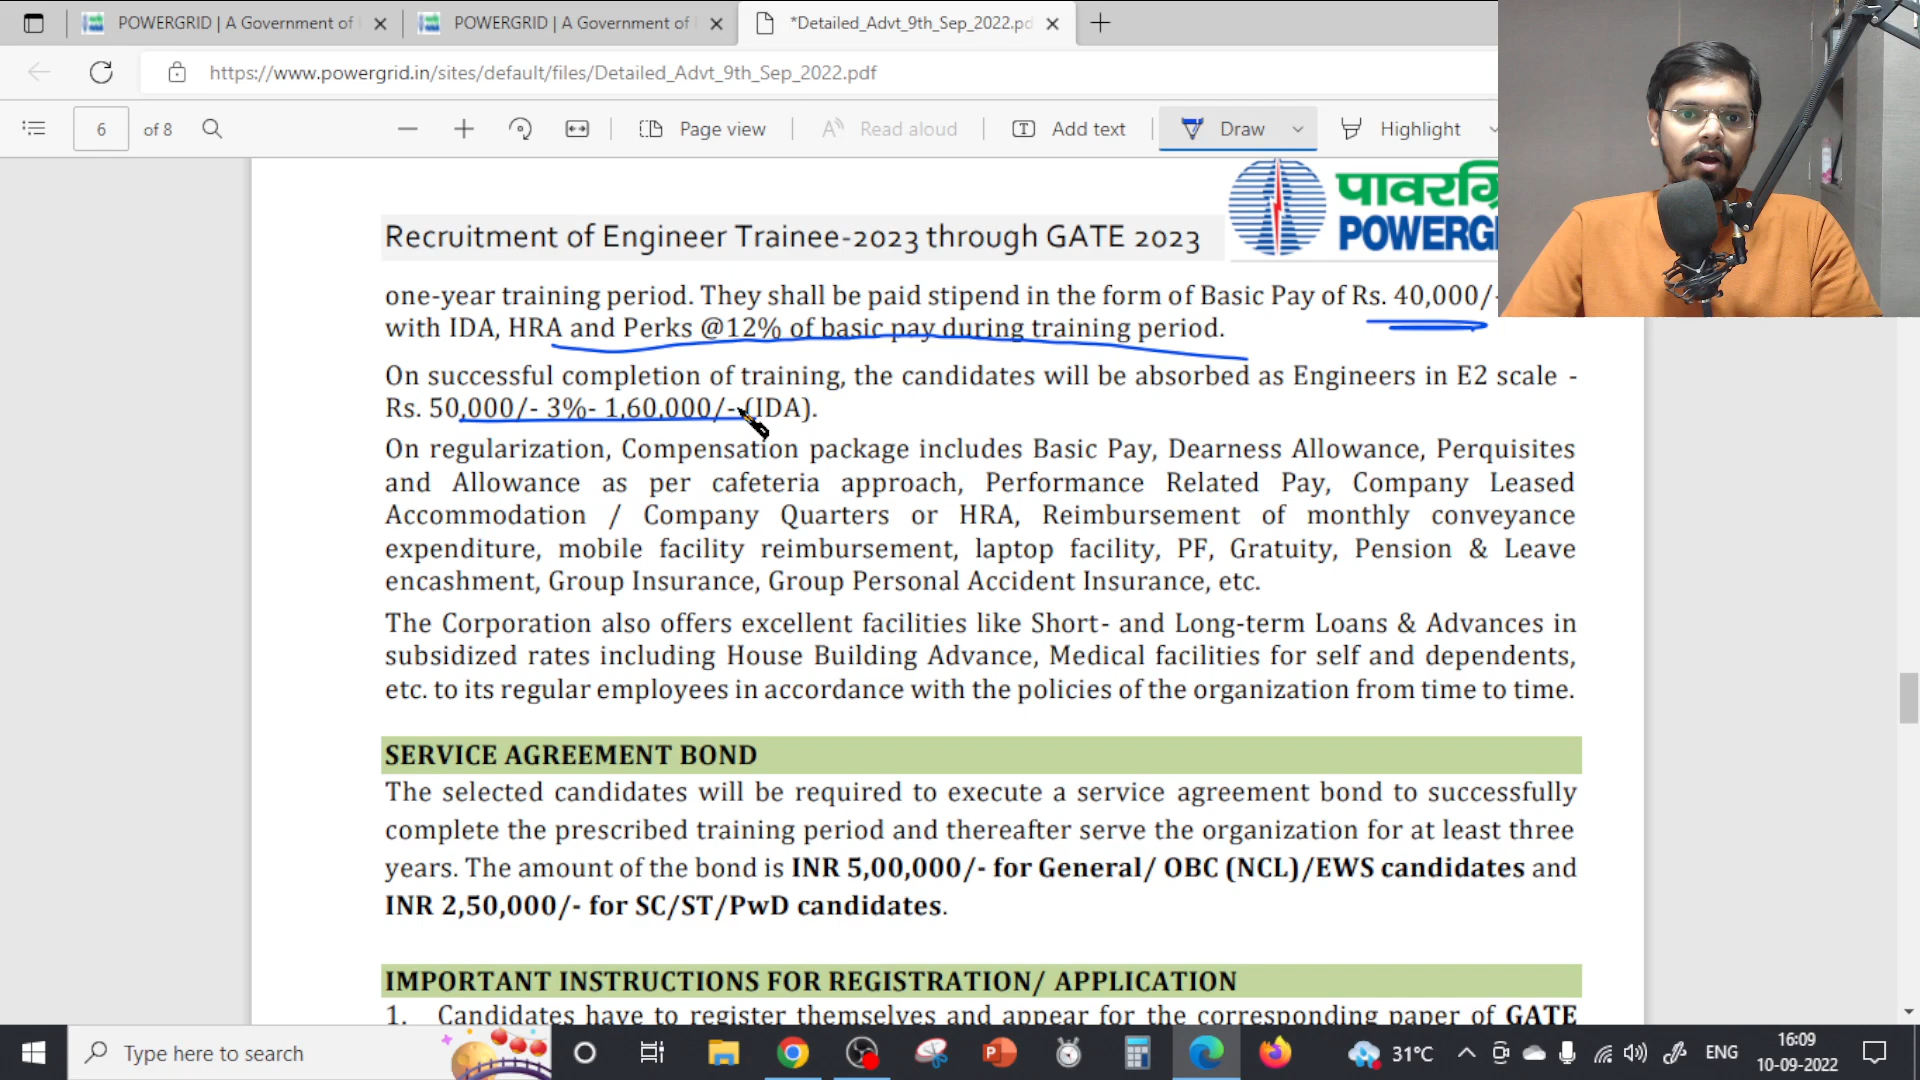 POWERGRID | A Government of
POWERGRID | A Government of
*Detailed_Advt_9th_Sep_2022.pd
https://www.powergrid.in/sites/default/files/Detailed_Advt_9th_Sep_2022.pdf
6 of 8
Page view
Read aloud
Add text
Draw
Highlight
पावरग्रि
POWERG
Recruitment of Engineer Trainee-2023 through GATE 2023
one-year training period. They shall be paid stipend in the form of Basic Pay of Rs. 40,000/-
with IDA, HRA and Perks @12% of basic pay during training period.
On successful completion of training, the candidates will be absorbed as Engineers in E2 scale -
Rs. 50,000/- 3%- 1,60,000/- (IDA).
On regularization, Compensation package includes Basic Pay, Dearness Allowance, Perquisites
and Allowance as per cafeteria approach, Performance Related Pay, Company Leased
Accommodation / Company Quarters or HRA, Reimbursement of monthly conveyance
expenditure, mobile facility reimbursement, laptop facility, PF, Gratuity, Pension & Leave
encashment, Group Insurance, Group Personal Accident Insurance, etc.
The Corporation also offers excellent facilities like Short- and Long-term Loans & Advances in
subsidized rates including House Building Advance, Medical facilities for self and dependents,
etc. to its regular employees in accordance with the policies of the organization from time to time.
SERVICE AGREEMENT BOND
The selected candidates will be required to execute a service agreement bond to successfully
complete the prescribed training period and thereafter serve the organization for at least three
years. The amount of the bond is INR 5,00,000/- for General/ OBC (NCL)/EWS candidates and
INR 2,50,000/- for SC/ST/PwD candidates.
IMPORTANT INSTRUCTIONS FOR REGISTRATION/ APPLICATION
1. Candidates have to register themselves and appear for the corresponding paper of GATE
Type here to search
31°C
ENG
16:09
10-09-2022